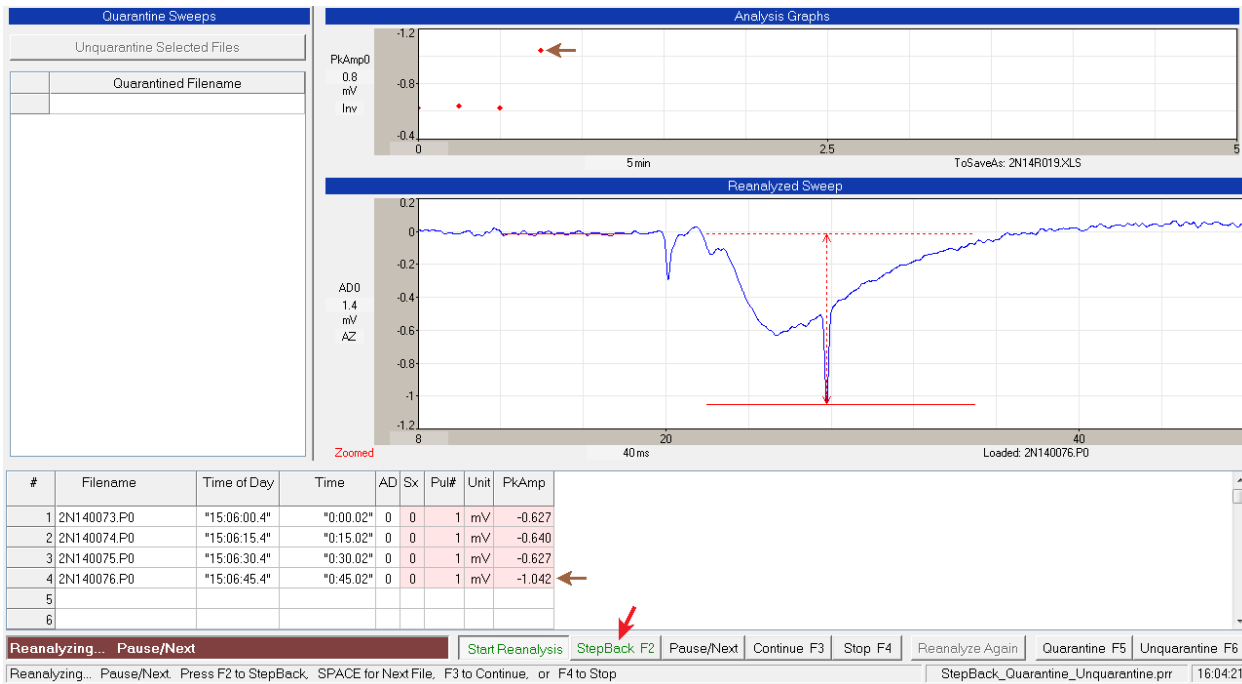 Quarantine Sweeps
Unquarantine Selected Files
Quarantined Filename
Analysis Graphs
PkAmp0
0.8
mV
Inv
-1.2
-0.8
-0.4
0 2.5 5
5 min ToSaveAs: 2N14R019.XLS
Reanalyzed Sweep
AD0
1.4
mV
AZ
0.2
0
-0.2
-0.4
-0.6
-0.8
-1
-1.2
8 20 40
Zoomed 40 ms Loaded: 2N140076.P0
# Filename Time of Day Time AD Sx Pul# Unit PkAmp
1 2N140073.P0 "15:06:00.4" "0:00.02" 0 0 1 mV -0.627
2 2N140074.P0 "15:06:15.4" "0:15.02" 0 0 1 mV -0.640
3 2N140075.P0 "15:06:30.4" "0:30.02" 0 0 1 mV -0.627
4 2N140076.P0 "15:06:45.4" "0:45.02" 0 0 1 mV -1.042
5
6
Reanalyzing... Pause/Next Start Reanalysis StepBack F2 Pause/Next Continue F3 Stop F4 Reanalyze Again Quarantine F5 Unquarantine F6
Reanalyzing... Pause/Next. Press F2 to StepBack, SPACE for Next File, F3 to Continue, or F4 to Stop StepBack_Quarantine_Unquarantine.prr 16:04:21